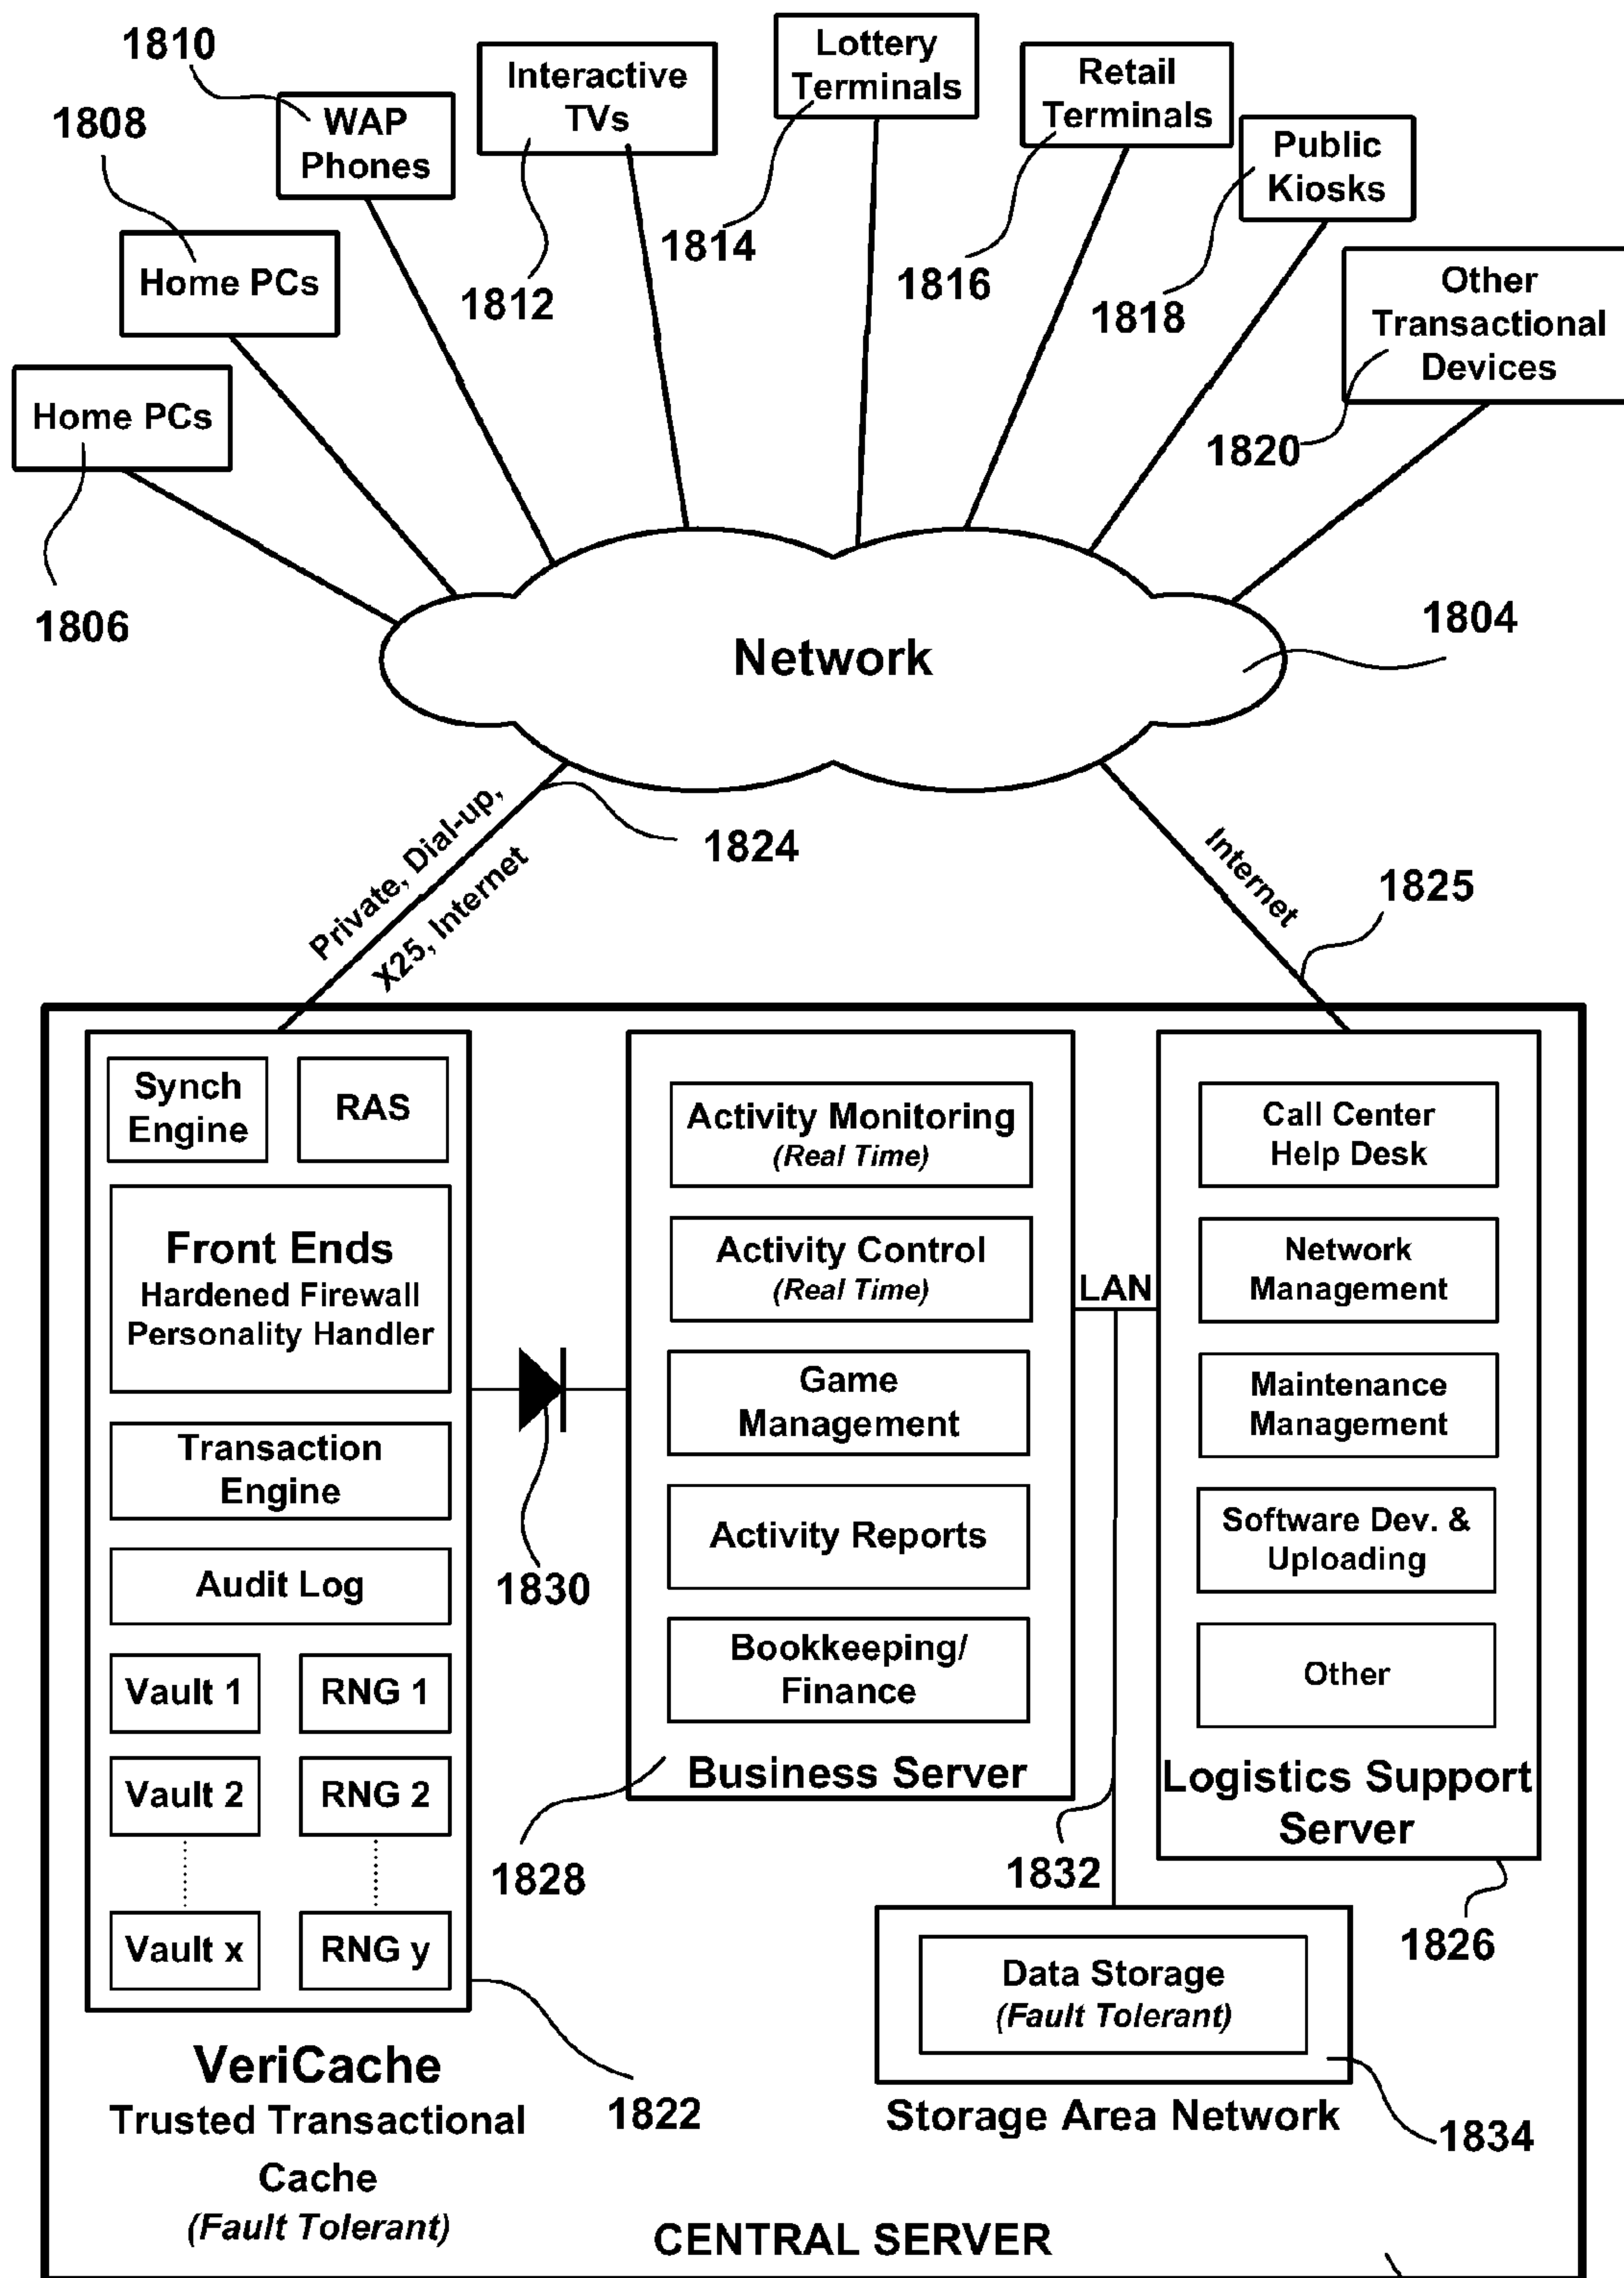 1810
WAP
Phones
Interactive
TVs
Lottery
Terminals
Retail
Terminals
Public
Kiosks
1808
Home PCs
1812
1814
1816
1818
Other
Transactional
Devices
Home PCs
1820
1806
Network
1804
Private, Dial-up,
X25, Internet
1824
Internet
1825
Synch
Engine
RAS
Front Ends
Hardened Firewall
Personality Handler
Transaction
Engine
Audit Log
Vault 1
RNG 1
Vault 2
RNG 2
Vault x
RNG y
VeriCache
Trusted Transactional
Cache
(Fault Tolerant)
1822
1830
Activity Monitoring
(Real Time)
Activity Control
(Real Time)
Game
Management
Activity Reports
Bookkeeping/
Finance
Business Server
1828
LAN
1832
Call Center
Help Desk
Network
Management
Maintenance
Management
Software Dev. &
Uploading
Other
Logistics Support
Server
1826
Data Storage
(Fault Tolerant)
Storage Area Network
1834
CENTRAL SERVER